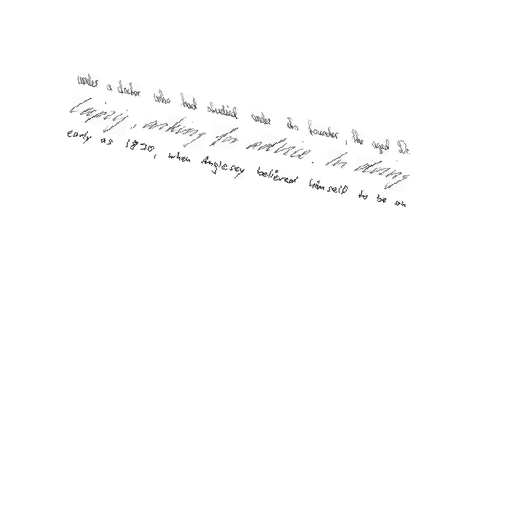 under a doctor who had studied under its founder, the aged Dr.
Leipzig, asking for advice. In doing
early as 1830, when Anglesey believed himself to be on